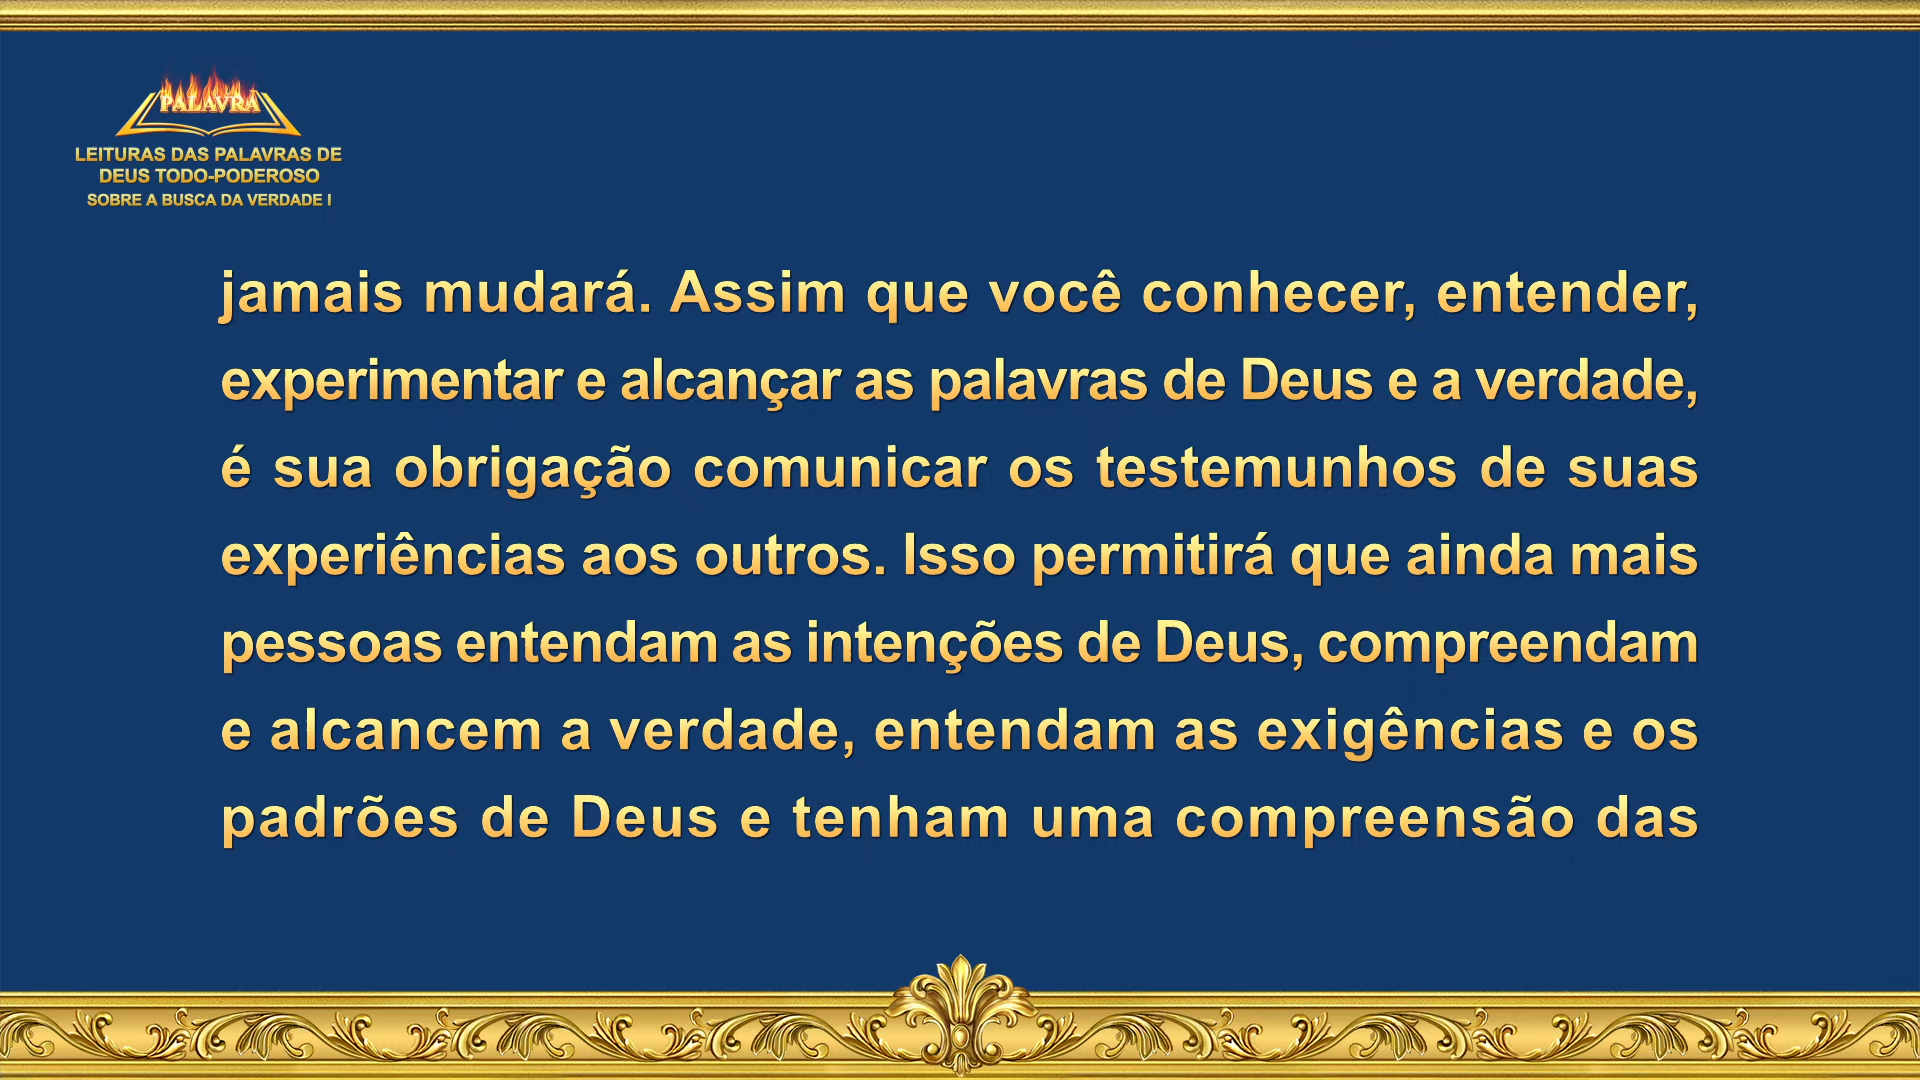 PALAVRA
LEITURAS DAS PALAVRAS DE
DEUS TODO-PODEROSO
SOBRE A BUSCA DA VERDADE I
jamais mudará. Assim que você conhecer, entender,
experimentar e alcançar as palavras de Deus e a verdade,
é sua obrigação comunicar os testemunhos de suas
experiências aos outros. Isso permitirá que ainda mais
pessoas entendam as intenções de Deus, compreendam
e alcancem a verdade, entendam as exigências e os
padrões de Deus e tenham uma compreensão das